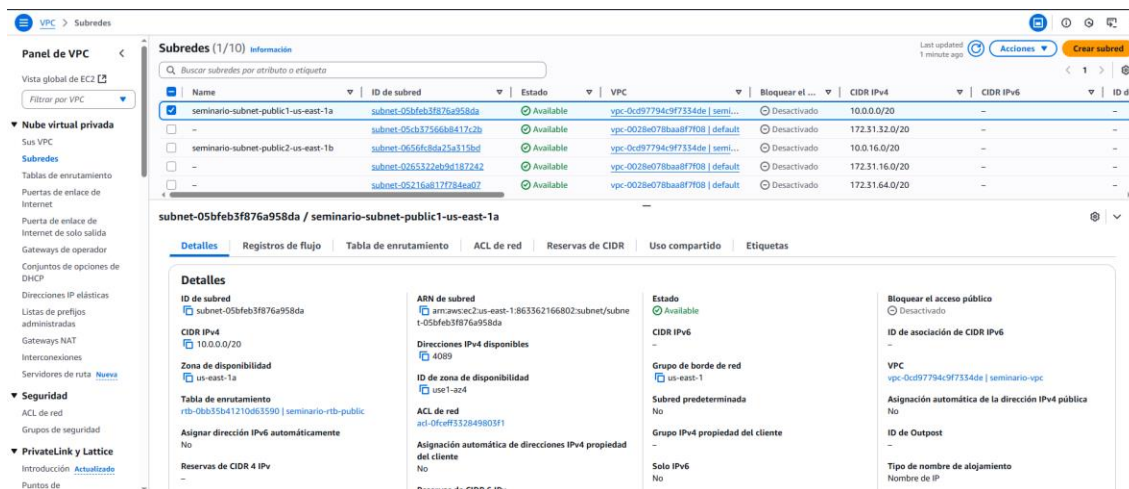 VPC > Subredes
Panel de VPC
Vista global de EC2
Filtrar por VPC
Nube virtual privada
Sus VPC
Subredes
Tablas de enrutamiento
Puertas de enlace de
Internet
Puerta de enlace de
Internet de solo salida
Gateways de operador
Conjuntos de opciones de
DHCP
Direcciones IP elásticas
Listas de prefijos
administradas
Gateways NAT
Interconexiones
Servidores de ruta Nueva
Seguridad
ACL de red
Grupos de seguridad
PrivateLink y Lattice
Introducción Actualizado
Puntos de
Subredes (1/10) Información
Last updated
1 minute ago
Acciones
Crear subred
Buscar subredes por atributo o etiqueta
1
Name ID de subred Estado VPC Bloquear el ... CIDR IPv4 CIDR IPv6 ID d
seminario-subnet-public1-us-east-1a subnet-05bfeb3f876a958da Available vpc-0cd97794c9f7334de | semi... Desactivado 10.0.0.0/20 – –
– subnet-05cb37566b8417c2b Available vpc-0028e078baa8f7f08 | default Desactivado 172.31.32.0/20 – –
seminario-subnet-public2-us-east-1b subnet-0656fc8da25a315bd Available vpc-0cd97794c9f7334de | semi... Desactivado 10.0.16.0/20 – –
– subnet-0265322eb9d187242 Available vpc-0028e078baa8f7f08 | default Desactivado 172.31.16.0/20 – –
– subnet-05216a817f784ea07 Available vpc-0028e078baa8f7f08 | default Desactivado 172.31.64.0/20 – –
subnet-05bfeb3f876a958da / seminario-subnet-public1-us-east-1a
Detalles Registros de flujo Tabla de enrutamiento ACL de red Reservas de CIDR Uso compartido Etiquetas
Detalles
ID de subred
subnet-05bfeb3f876a958da
CIDR IPv4
10.0.0.0/20
Zona de disponibilidad
us-east-1a
Tabla de enrutamiento
rtb-0bb35b41210d63590 | seminario-rtb-public
Asignar dirección IPv6 automáticamente
No
Reservas de CIDR 4 IPv
–
ARN de subred
arn:aws:ec2:us-east-1:863362166802:subnet/subne
t-05bfeb3f876a958da
Direcciones IPv4 disponibles
4089
ID de zona de disponibilidad
use1-az4
ACL de red
acl-0fceff332849803f1
Asignación automática de direcciones IPv4 propiedad
del cliente
No
Reservas de CIDR 6 IPv
Estado
Available
CIDR IPv6
–
Grupo de borde de red
us-east-1
Subred predeterminada
No
Grupo IPv4 propiedad del cliente
–
Solo IPv6
No
Bloquear el acceso público
Desactivado
ID de asociación de CIDR IPv6
–
VPC
vpc-0cd97794c9f7334de | seminario-vpc
Asignación automática de la dirección IPv4 pública
No
ID de Outpost
–
Tipo de nombre de alojamiento
Nombre de IP